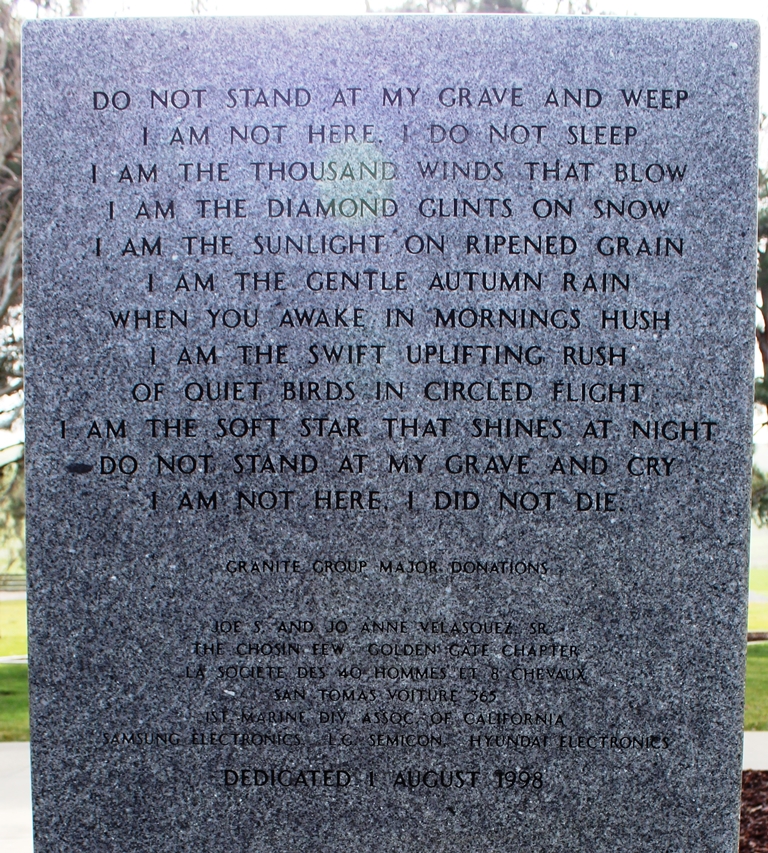 DO NOT STAND AT MY GRAVE AND WEEP
I AM NOT HERE, I DO NOT SLEEP
I AM THE THOUSAND WINDS THAT BLOW
I AM THE DIAMOND GLINTS ON SNOW
I AM THE SUNLIGHT ON RIPENED GRAIN
I AM THE GENTLE AUTUMN RAIN
WHEN YOU AWAKE IN MORNINGS HUSH
I AM THE SWIFT UPLIFTING RUSH
OF QUIET BIRDS IN CIRCLED FLIGHT
I AM THE SOFT STAR THAT SHINES AT NIGHT
DO NOT STAND AT MY GRAVE AND CRY
I AM NOT HERE, I DID NOT DIE.
GRANITE GROUP MAJOR DONATIONS
JOE S. AND JO ANNE VELASQUEZ, SR.
THE CHOSIN FEW GOLDEN GATE CHAPTER
LA SOCIETE DES 40 HOMMES ET 8 CHEVAUX
SAN TOMAS VOITURE 365
1ST. MARINE DIV. ASSOC. OF CALIFORNIA
SAMSUNG ELECTRONICS L.G. SEMICON, HYUNDAI ELECTRONICS
DEDICATED 1 AUGUST 1998